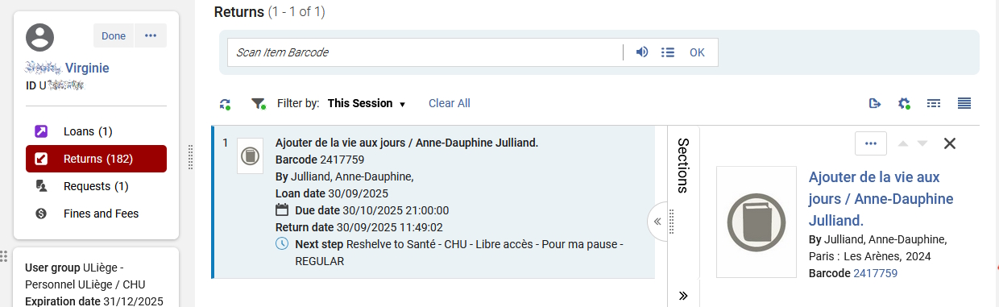 Done
Virginie
ID U
Loans (1)
Returns (182)
Requests (1)
Fines and Fees
User group ULiège -
Personnel ULiège / CHU
Expiration date 31/12/2025
Returns (1 - 1 of 1)
Scan Item Barcode
OK
Filter by: This Session
Clear All
1
Ajouter de la vie aux jours / Anne-Dauphine Julliand.
Barcode 2417759
By Julliand, Anne-Dauphine,
Loan date 30/09/2025
Due date 30/10/2025 21:00:00
Return date 30/09/2025 11:49:02
Next step Reshelve to Santé - CHU - Libre accès - Pour ma pause -
REGULAR
Sections
Ajouter de la vie aux
jours / Anne-Dauphine
Julliand.
By Julliand, Anne-Dauphine,
Paris : Les Arènes, 2024
Barcode 2417759